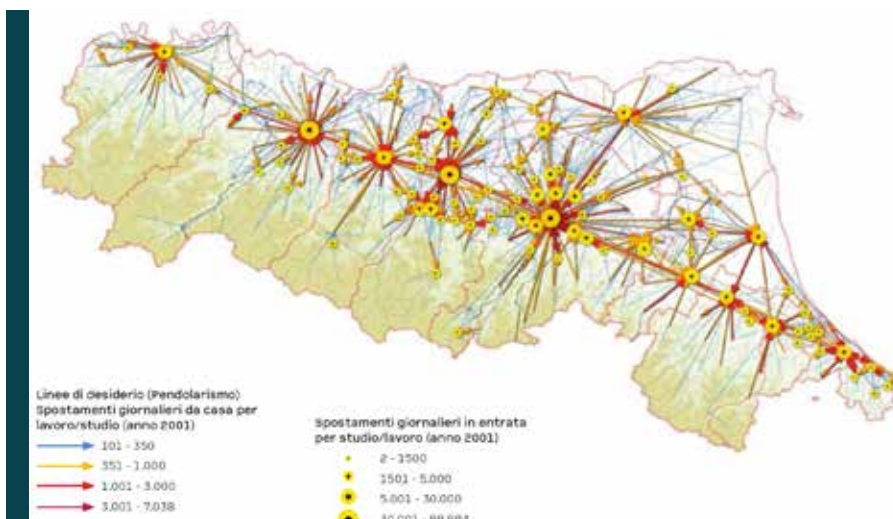 Linee di desiderio (Pendolarismo)
Spostamenti giornalieri da casa per
lavoro/studio (anno 2001)
101 - 350
351 - 1.000
1.001 - 3.000
3.001 - 7.038
Spostamenti giornalieri in entrata
per studio/lavoro (anno 2001)
2 - 1500
1501 - 5.000
5.001 - 30.000